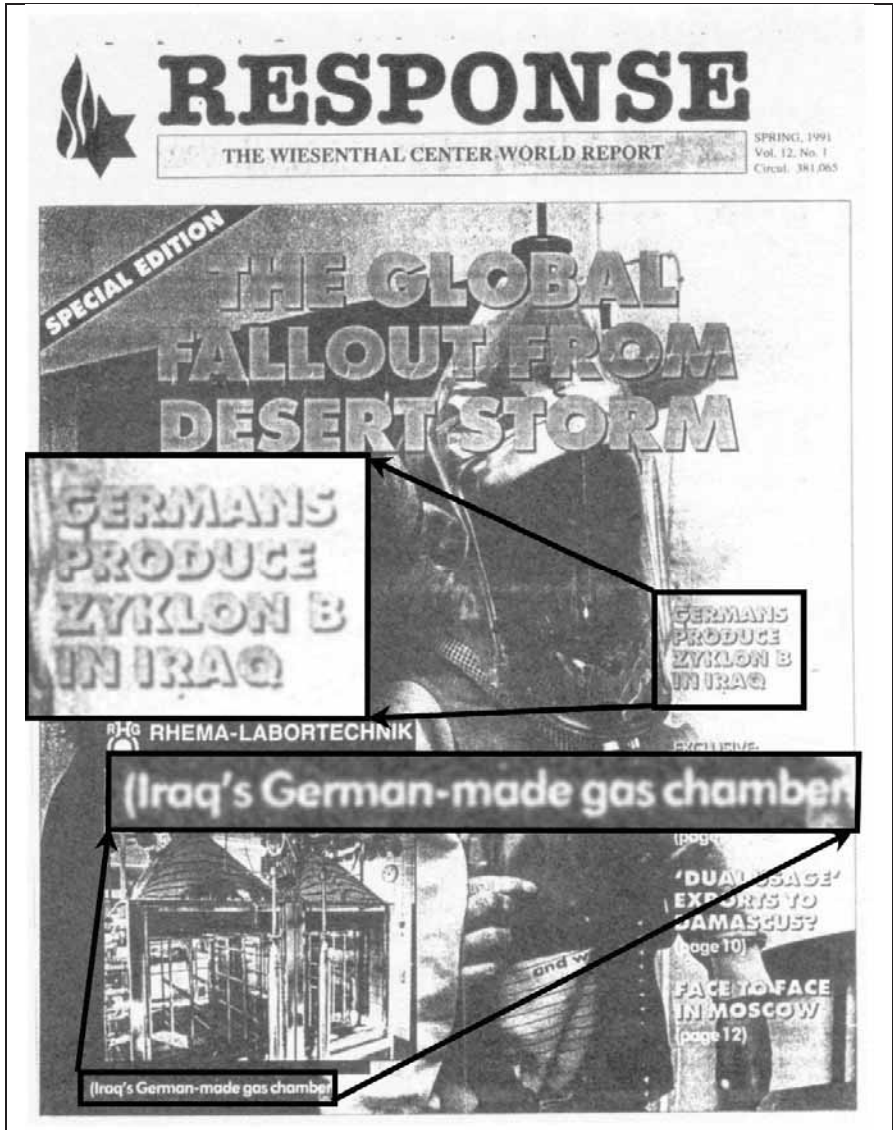 RESPONSE
THE WIESENTHAL CENTER WORLD REPORT
SPRING, 1991
Vol. 12, No. 1
Circul. 381,065
SPECIAL EDITION
THE GLOBAL
FALLOUT FROM
DESERT STORM
GERMANS
PRODUCE
ZYKLON B
IN IRAQ
GERMANS
PRODUCE
ZYKLON B
IN IRAQ
RHG
RHEMA-LABORTECHNIK
EXCLUSIVE:
(Iraq's German-made gas chamber
'DUAL USAGE'
EXPORTS TO
DAMASCUS?
(page 10)
and w
FACE TO FACE
IN MOSCOW
(page 12)
(Iraq's German-made gas chamber